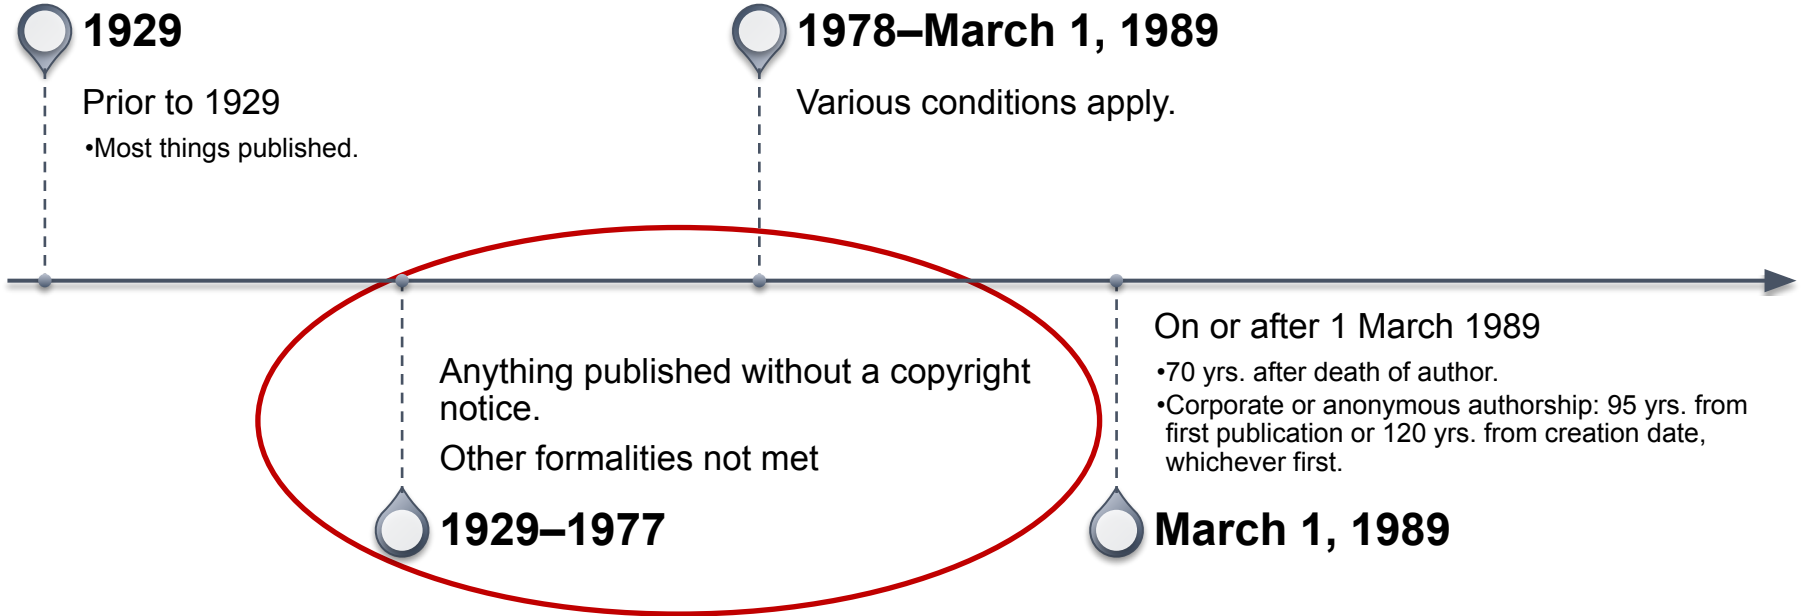 1929
Prior to 1929
•Most things published.
1978–March 1, 1989
Various conditions apply.
Anything published without a copyright
notice.
Other formalities not met
1929–1977
On or after 1 March 1989
•70 yrs. after death of author.
•Corporate or anonymous authorship: 95 yrs. from
first publication or 120 yrs. from creation date,
whichever first.
March 1, 1989